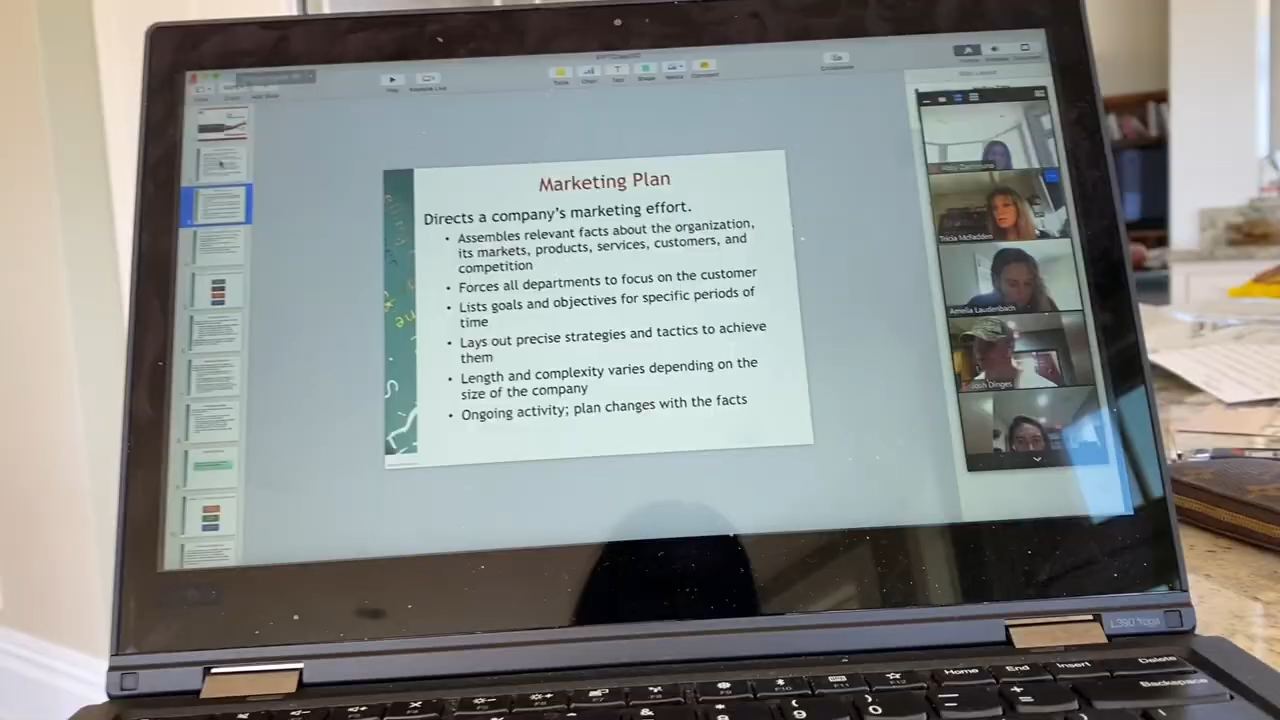 Marketing Plan
Directs a company's marketing effort.
• Assembles relevant facts about the organization,
its markets, products, services, customers, and
competition
• Forces all departments to focus on the customer
• Lists goals and objectives for specific periods of
time
• Lays out precise strategies and tactics to achieve
them
• Length and complexity varies depending on the
size of the company
• Ongoing activity; plan changes with the facts
Tricia McFadden
Amelia Laudenbach
Josh Dinges
L390 Yoga
Home
End
Insert
Delete
F9
F10
F11
F12
Backspace